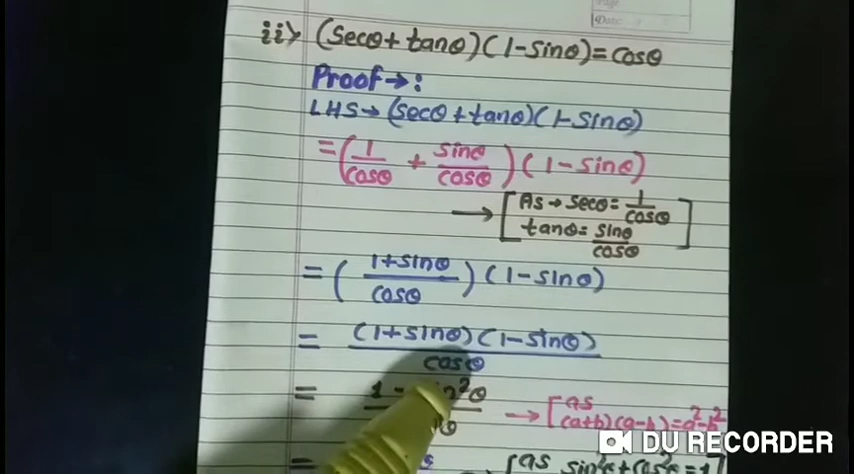 Date
ii> (secθ + tanθ)(1-sinθ)=cosθ
Proof→:
LHS→(secθ+tanθ)(1-sinθ)
=(1/cosθ + sinθ/cosθ)(1-sinθ)
→[As→secθ=1/cosθ
tanθ=sinθ/cosθ]
=(1+sinθ/cosθ)(1-sinθ)
= (1+sinθ)(1-sinθ)/cosθ
= 1- θ
→[as
(a+b)(a-b)=a²-b²
[as
DU RECORDER